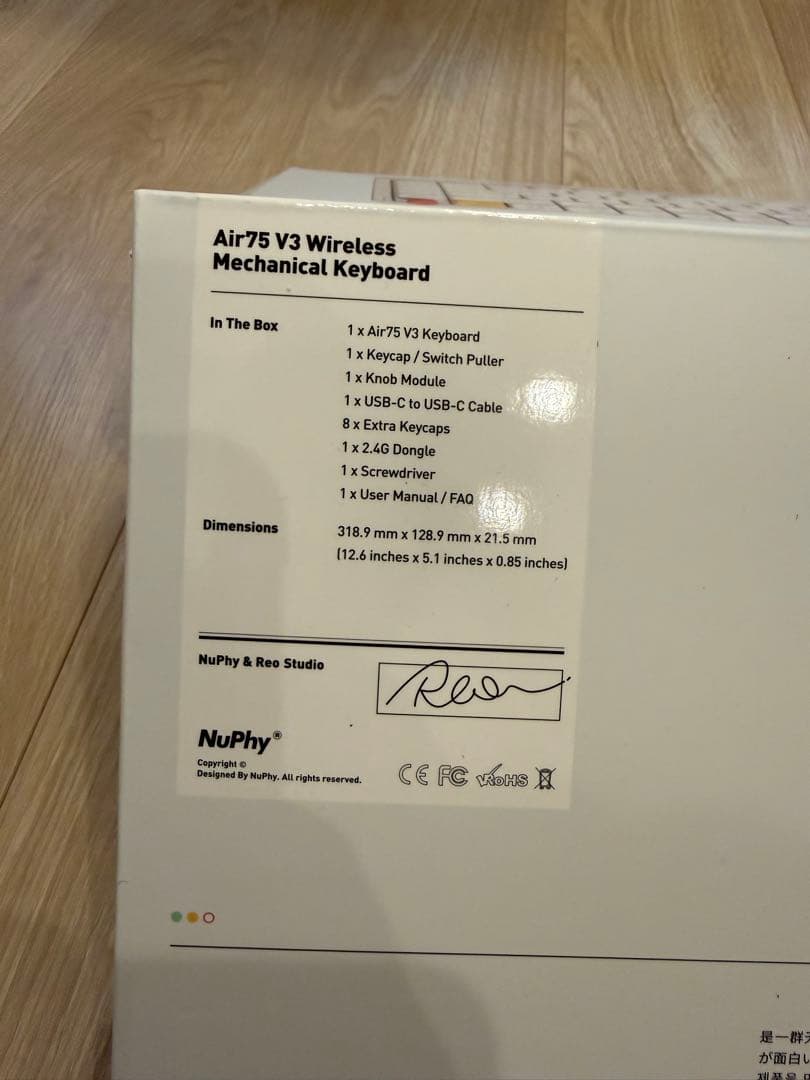 Air75 V3 Wireless
Mechanical Keyboard
In The Box
1 x Air75 V3 Keyboard
1 x Keycap / Switch Puller
1 x Knob Module
1 x USB-C to USB-C Cable
8 x Extra Keycaps
1 x 2.4G Dongle
1 x Screwdriver
1 x User Manual / FAQ
Dimensions
318.9 mm x 128.9 mm x 21.5 mm
(12.6 inches x 5.1 inches x 0.85 inches)
NuPhy & Reo Studio
Reo
NuPhy®
Copyright ©
Designed By NuPhy. All rights reserved.
CE FC RoHS
是一群
が面白い
제품을